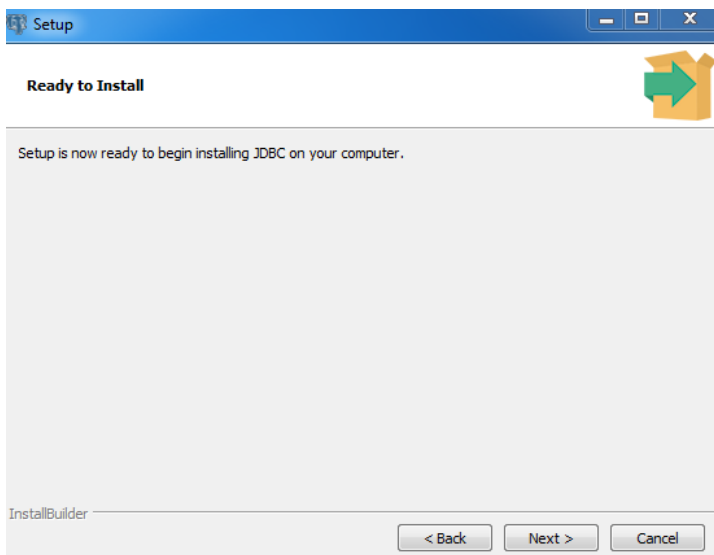 Setup
Ready to Install
Setup is now ready to begin installing JDBC on your computer.
InstallBuilder
< Back Next > Cancel